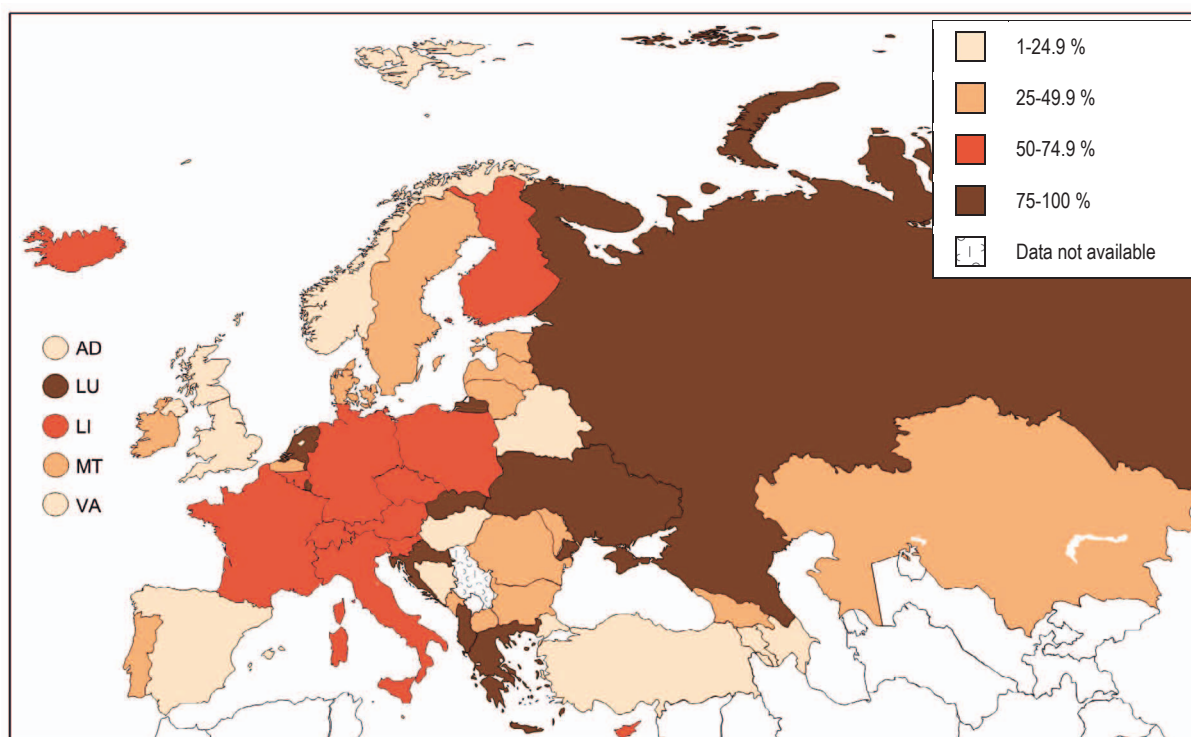 1-24.9 %
25-49.9 %
50-74.9 %
75-100 %
Data not available
AD
LU
LI
MT
VA